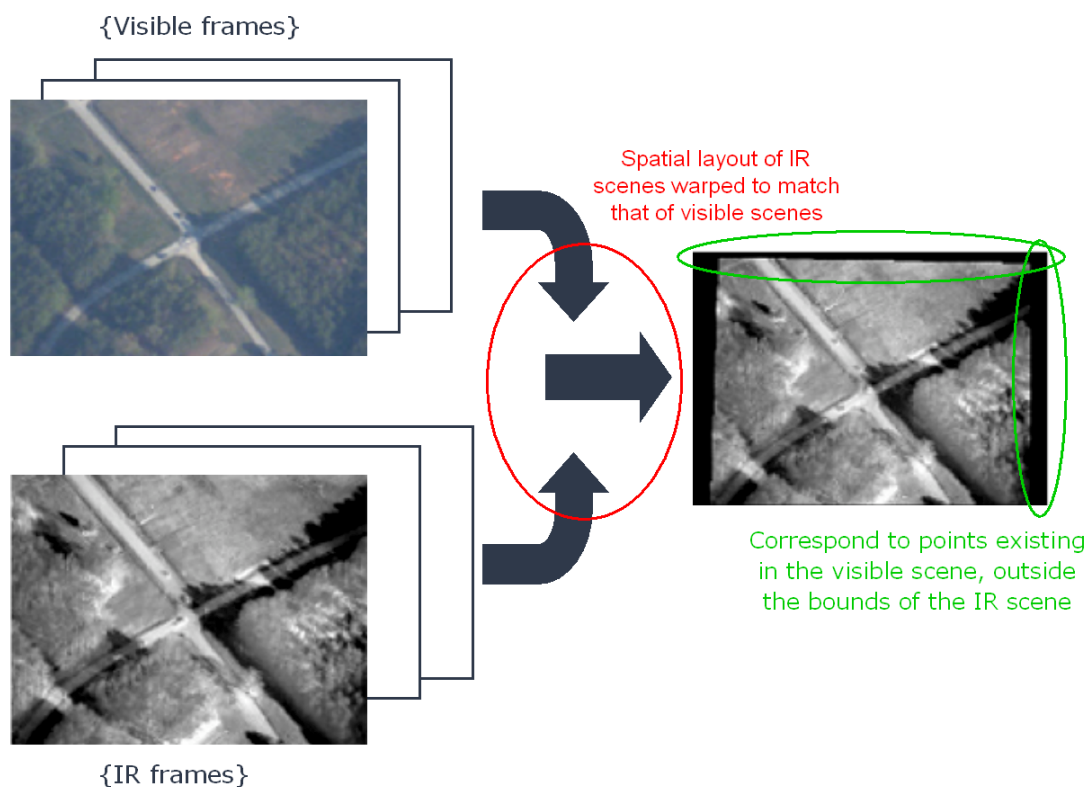 {Visible frames}
Spatial layout of IR
scenes warped to match
that of visible scenes
Correspond to points existing
in the visible scene, outside
the bounds of the IR scene
{IR frames}